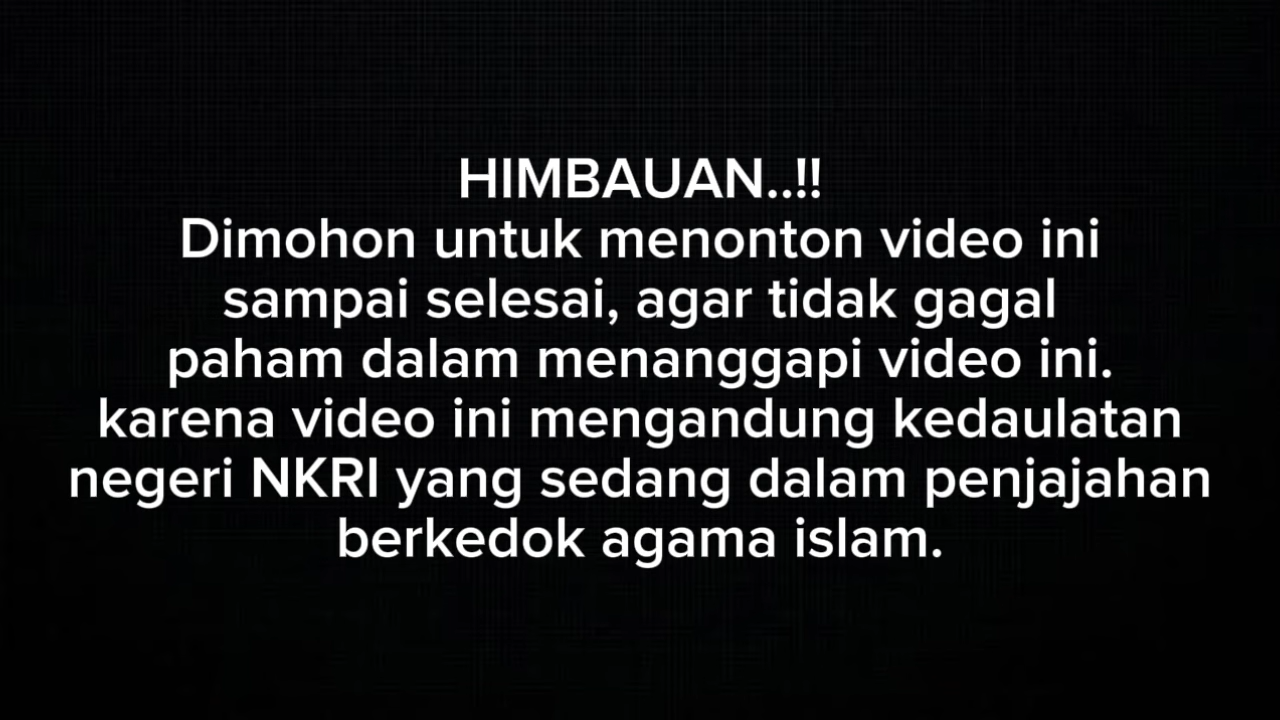 HIMBAUAN..!!
Dimohon untuk menonton video ini
sampai selesai, agar tidak gagal
paham dalam menanggapi video ini.
karena video ini mengandung kedaulatan
negeri NKRI yang sedang dalam penjajahan
berkedok agama islam.